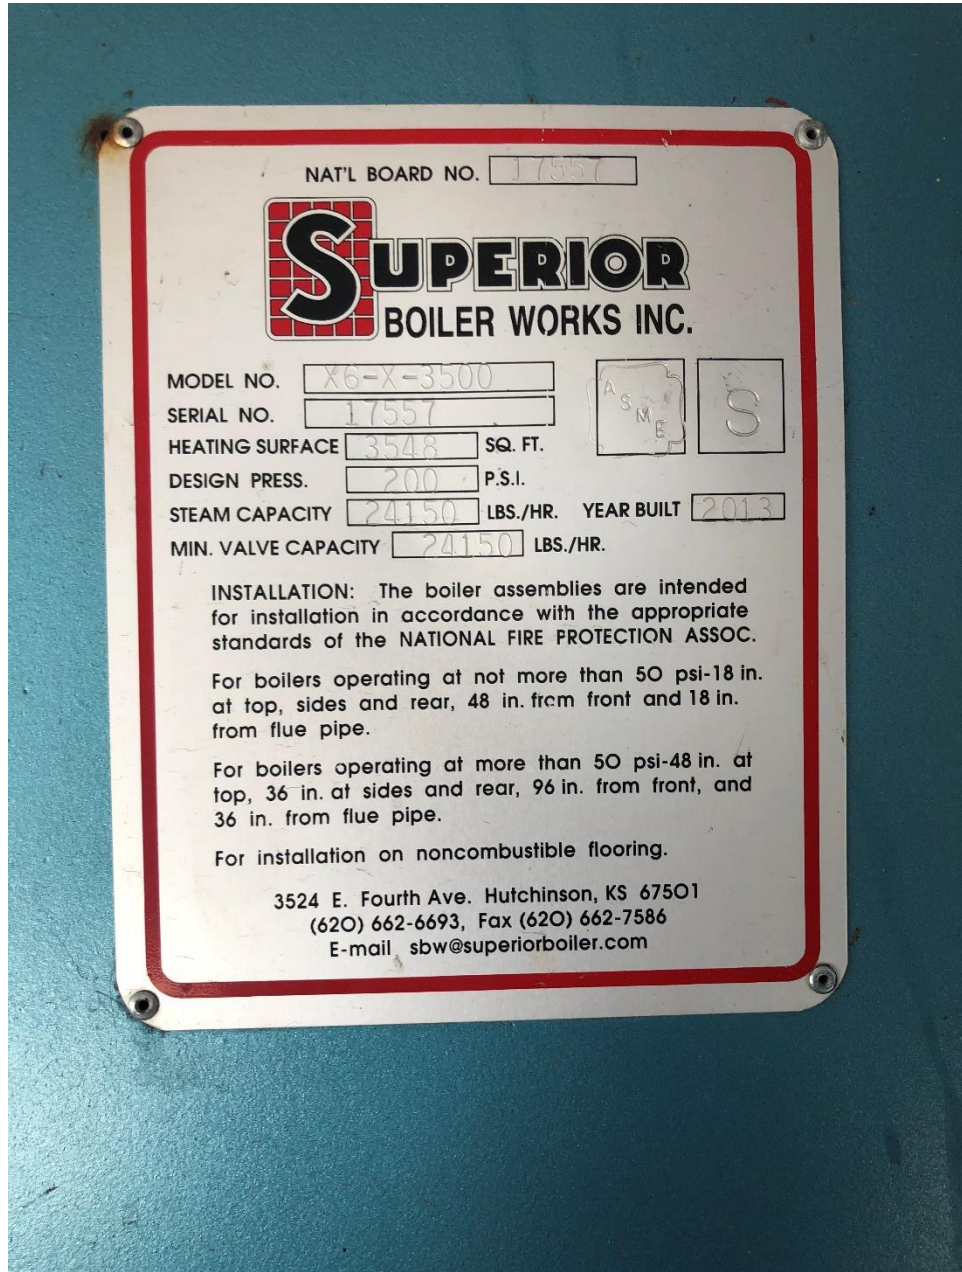 NAT'L BOARD NO. 17557
SUPERIOR
BOILER WORKS INC.
MODEL NO. X6-X-3500
SERIAL NO. 17557
HEATING SURFACE 3548 SQ. FT.
DESIGN PRESS. 200 P.S.I.
STEAM CAPACITY 24150 LBS./HR. YEAR BUILT 2013
MIN. VALVE CAPACITY 24150 LBS./HR.
ASME
S
INSTALLATION: The boiler assemblies are intended
for installation in accordance with the appropriate
standards of the NATIONAL FIRE PROTECTION ASSOC.
For boilers operating at not more than 50 psi-18 in.
at top, sides and rear, 48 in. from front and 18 in.
from flue pipe.
For boilers operating at more than 50 psi-48 in. at
top, 36 in. at sides and rear, 96 in. from front, and
36 in. from flue pipe.
For installation on noncombustible flooring.
3524 E. Fourth Ave. Hutchinson, KS 67501
(620) 662-6693, Fax (620) 662-7586
E-mail sbw@superiorboiler.com